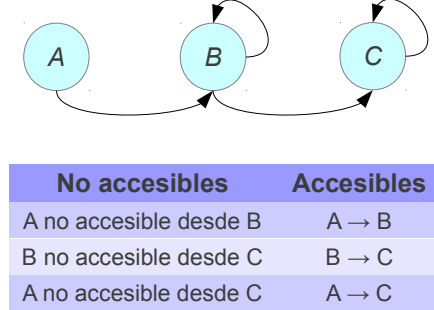 A B C
No accesibles Accesibles
A no accesible desde B A → B
B no accesible desde C B → C
A no accesible desde C A → C